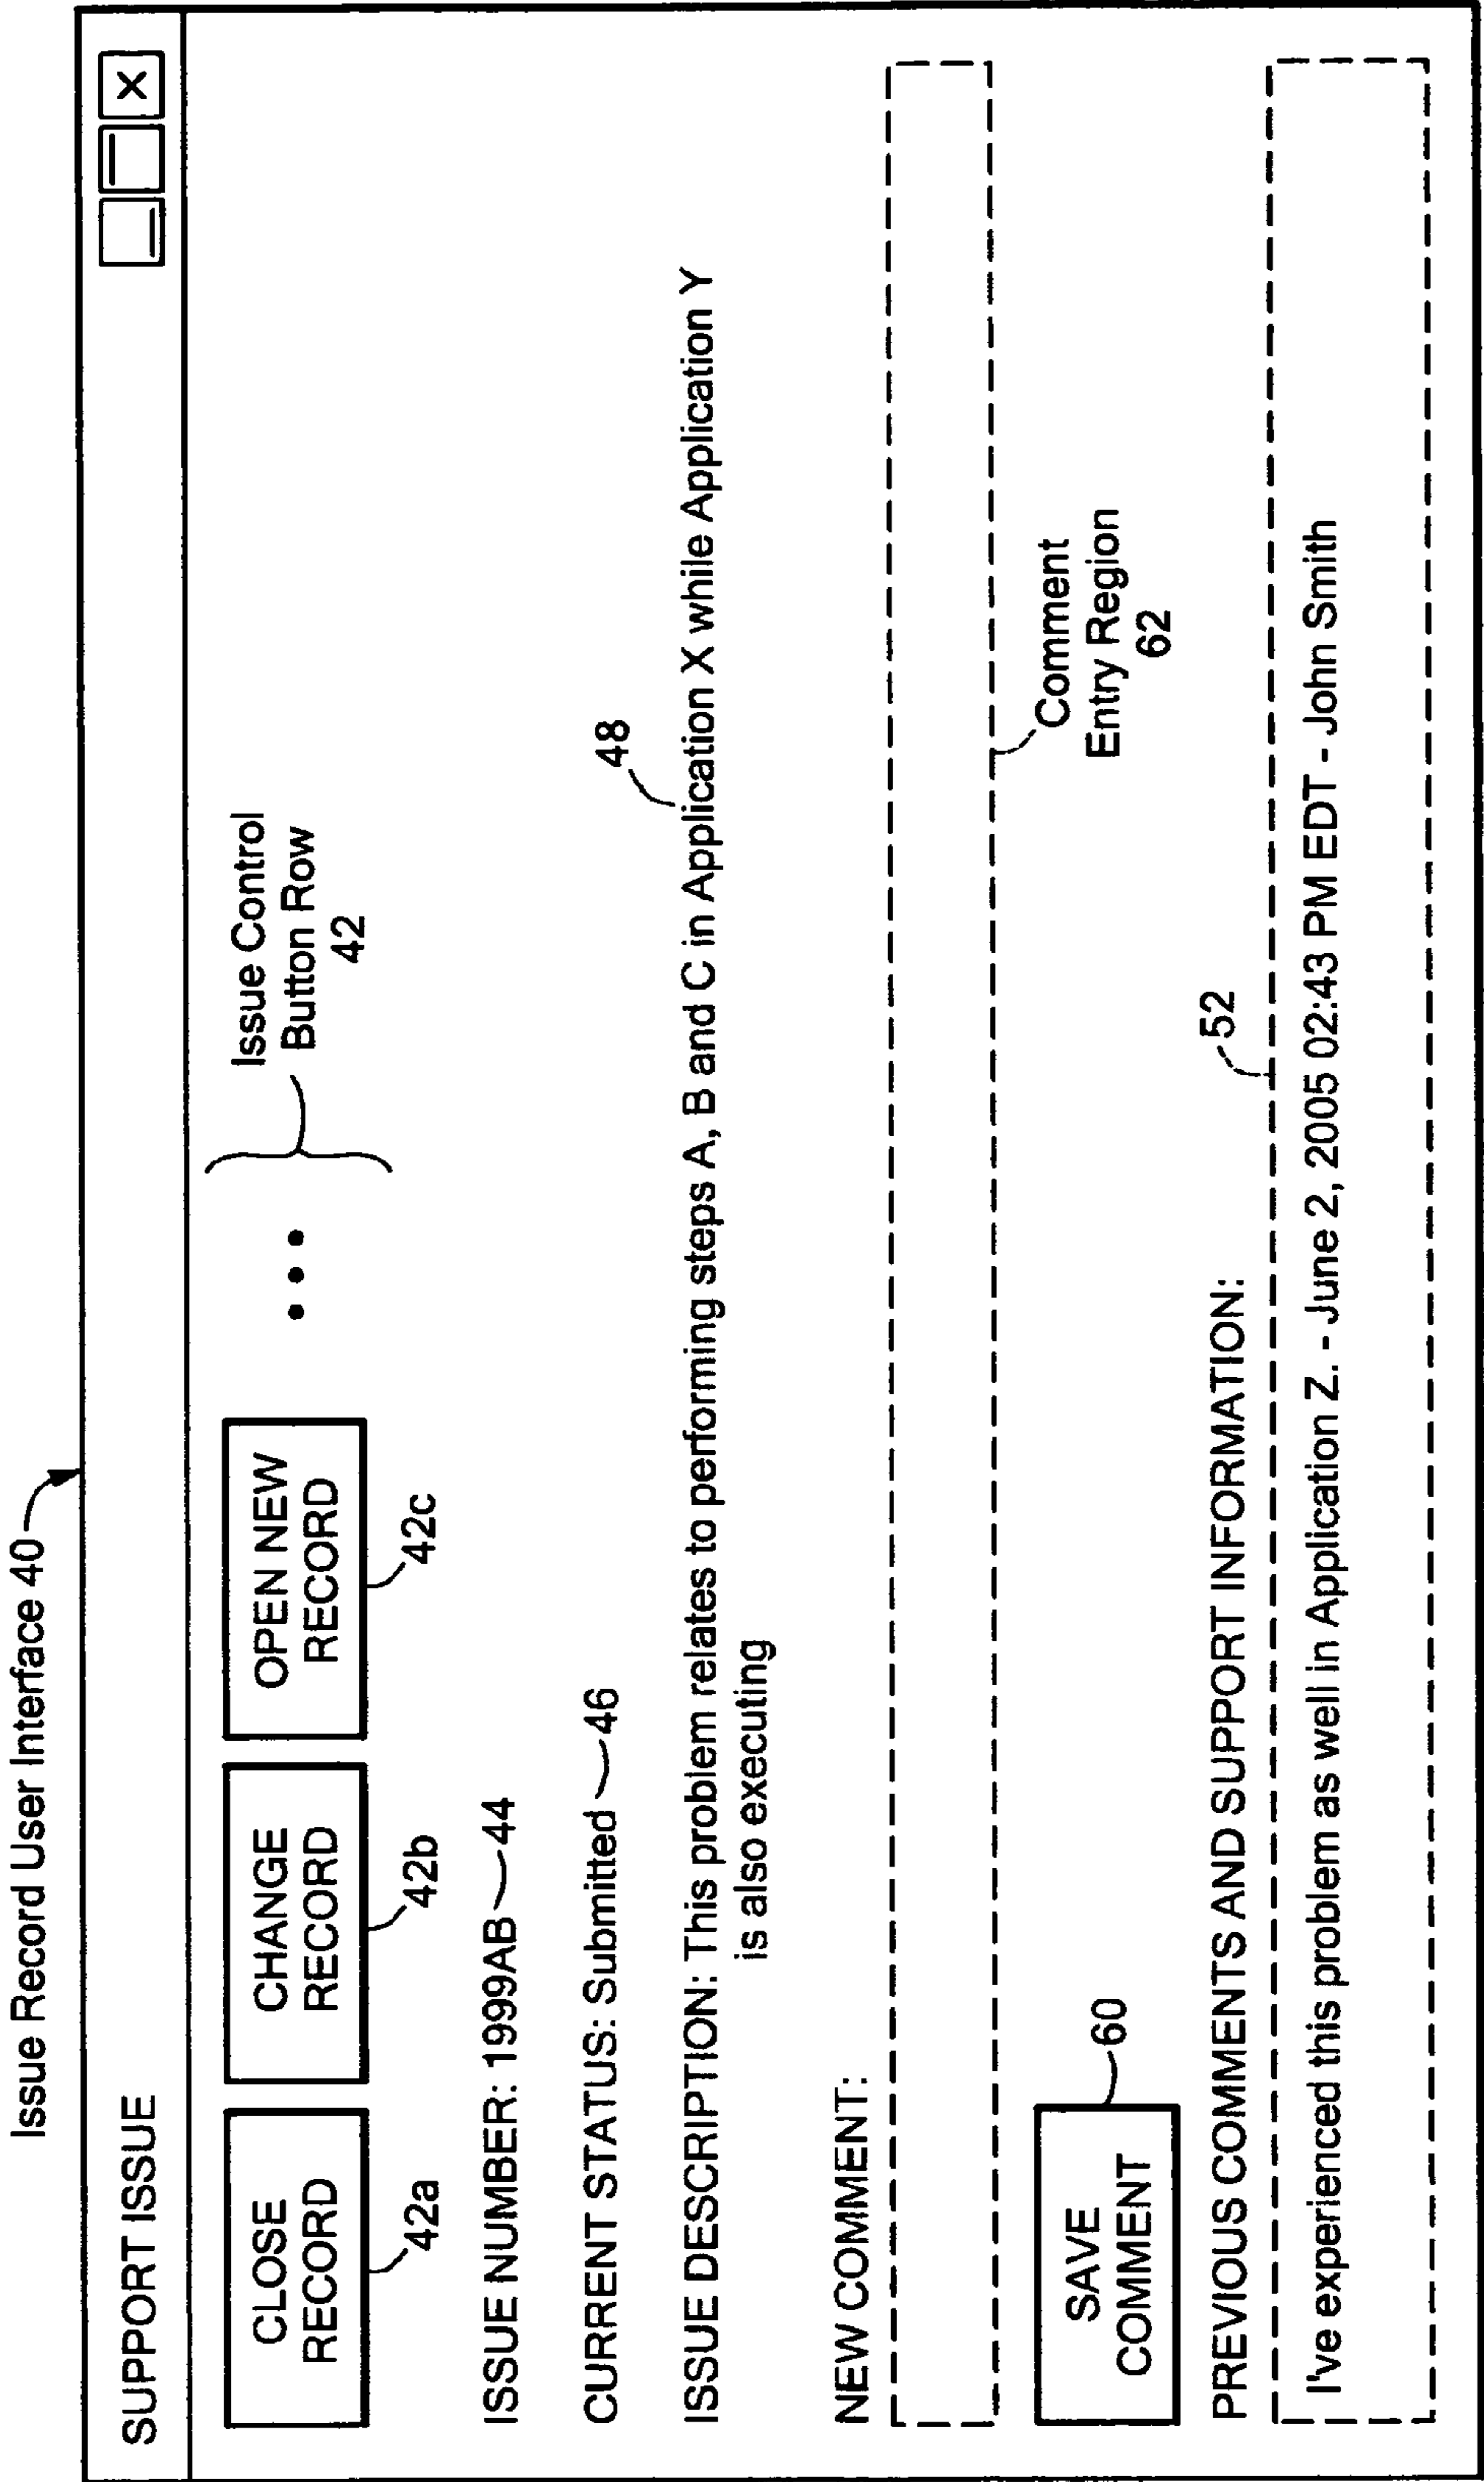 Issue Record User Interface 40
SUPPORT ISSUE
X
CLOSE
RECORD
42a
CHANGE
RECORD
42b
OPEN NEW
RECORD
42c
• • •
Issue Control
Button Row
42
ISSUE NUMBER: 1999AB 44
CURRENT STATUS: Submitted 46
48
ISSUE DESCRIPTION: This problem relates to performing steps A, B and C in Application X while Application Y
is also executing
NEW COMMENT:
Comment
Entry Region
62
SAVE
COMMENT
60
PREVIOUS COMMENTS AND SUPPORT INFORMATION:
52
I've experienced this problem as well in Application Z. - June 2, 2005 02:43 PM EDT - John Smith